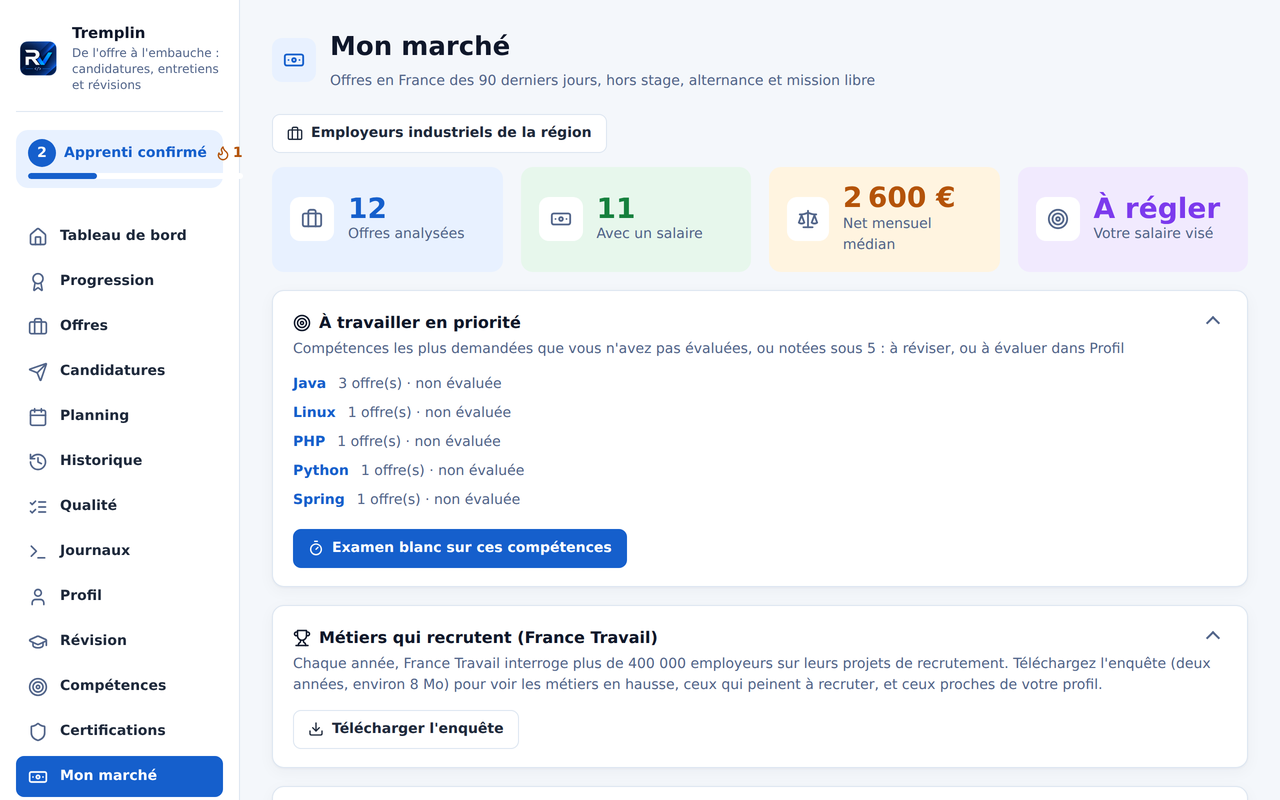 Tremplin
De l'offre à l'embauche :
candidatures, entretiens
et révisions
2 Apprenti confirmé 1
Tableau de bord
Progression
Offres
Candidatures
Planning
Historique
Qualité
Journaux
Profil
Révision
Compétences
Certifications
Mon marché
Mon marché
Offres en France des 90 derniers jours, hors stage, alternance et mission libre
Employeurs industriels de la région
12
Offres analysées
11
Avec un salaire
2 600 €
Net mensuel
médian
À régler
Votre salaire visé
À travailler en priorité
Compétences les plus demandées que vous n'avez pas évaluées, ou notées sous 5 : à réviser, ou à évaluer dans Profil
Java 3 offre(s) · non évaluée
Linux 1 offre(s) · non évaluée
PHP 1 offre(s) · non évaluée
Python 1 offre(s) · non évaluée
Spring 1 offre(s) · non évaluée
Examen blanc sur ces compétences
Métiers qui recrutent (France Travail)
Chaque année, France Travail interroge plus de 400 000 employeurs sur leurs projets de recrutement. Téléchargez l'enquête (deux
années, environ 8 Mo) pour voir les métiers en hausse, ceux qui peinent à recruter, et ceux proches de votre profil.
Télécharger l'enquête